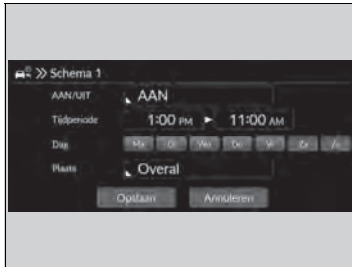 Schema 1
AAN/UIT AAN
Tijdperiode 1:00 PM ► 11:00 AM
Dag Ma Di Wo Do Vr Za Zo
Plaats Overal
Opslaan Annuleren